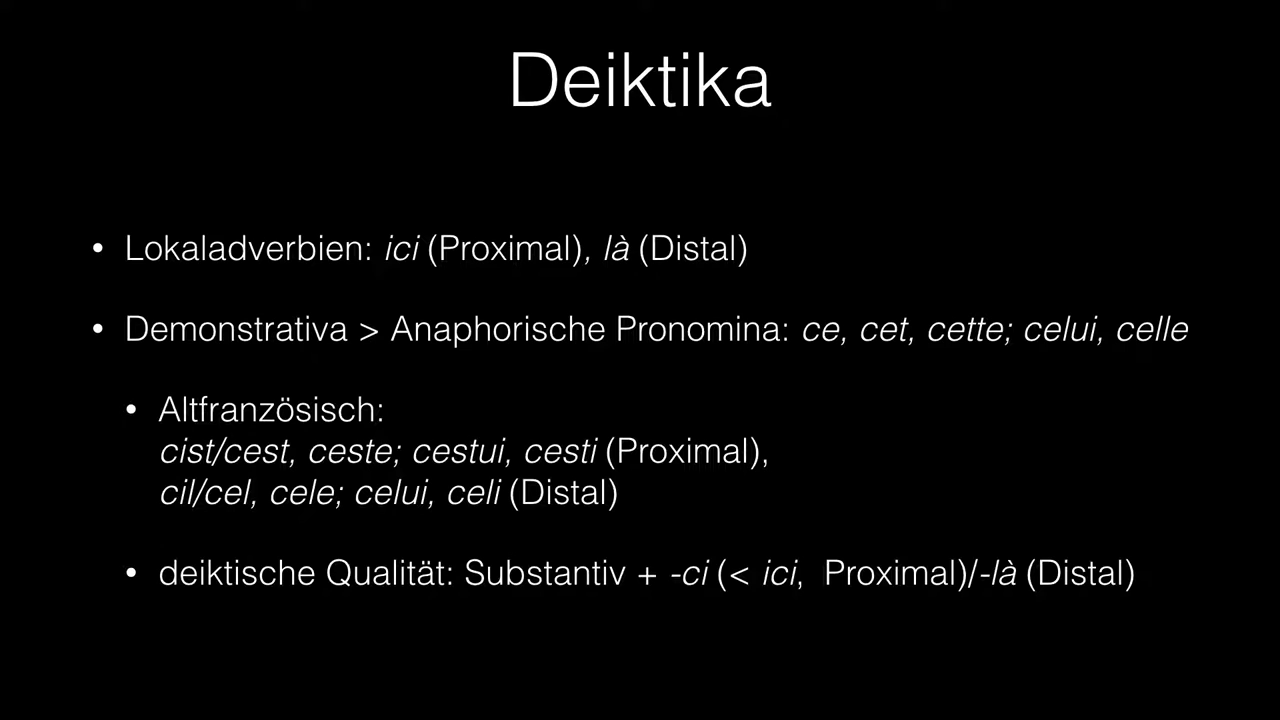 Deiktika
• Lokaladverbien: ici (Proximal), là (Distal)
• Demonstrativa > Anaphorische Pronomina: ce, cet, cette; celui, celle
• Altfranzösisch:
cist/cest, ceste; cestui, cesti (Proximal),
cil/cel, cele; celui, celi (Distal)
• deiktische Qualität: Substantiv + -ci (< ici, Proximal)/-là (Distal)